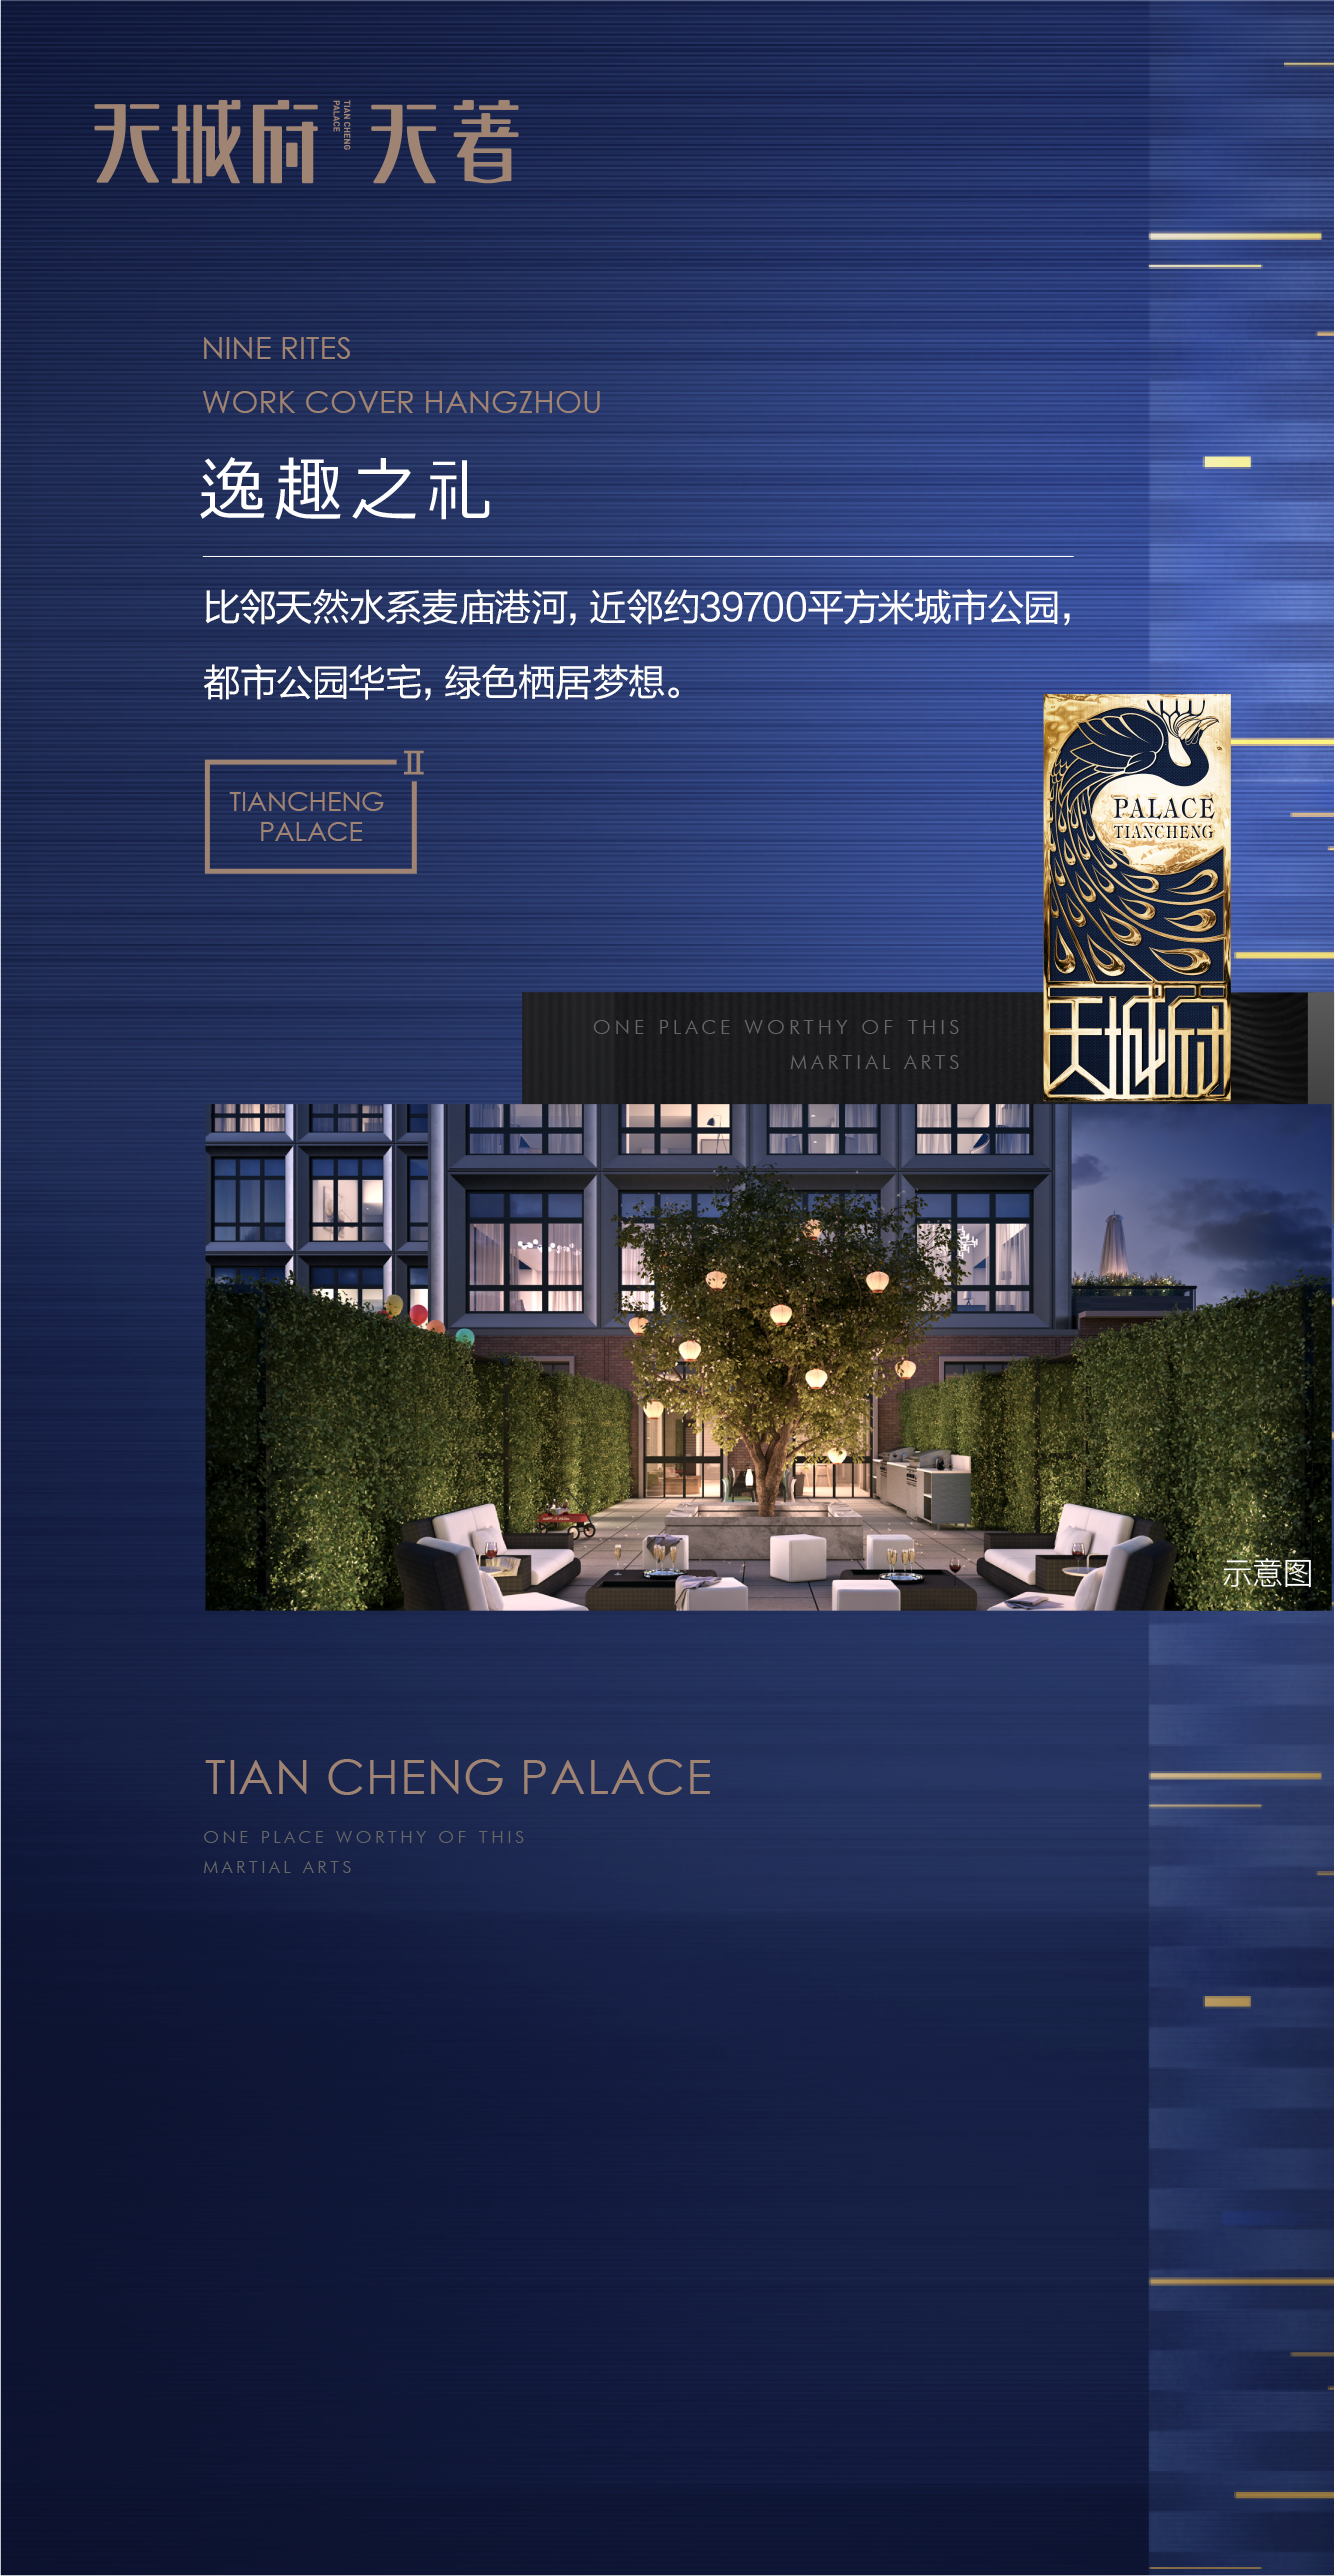 天城府 TIAN CHENG PALACE 天著
NINE RITES
WORK COVER HANGZHOU
逸趣之礼
比邻天然水系麦庙港河，近邻约39700平方米城市公园，
都市公园华宅，绿色栖居梦想。
II
TIANCHENG
PALACE
PALACE
TIANCHENG
天城府
ONE PLACE WORTHY OF THIS
MARTIAL ARTS
示意图
TIAN CHENG PALACE
ONE PLACE WORTHY OF THIS
MARTIAL ARTS